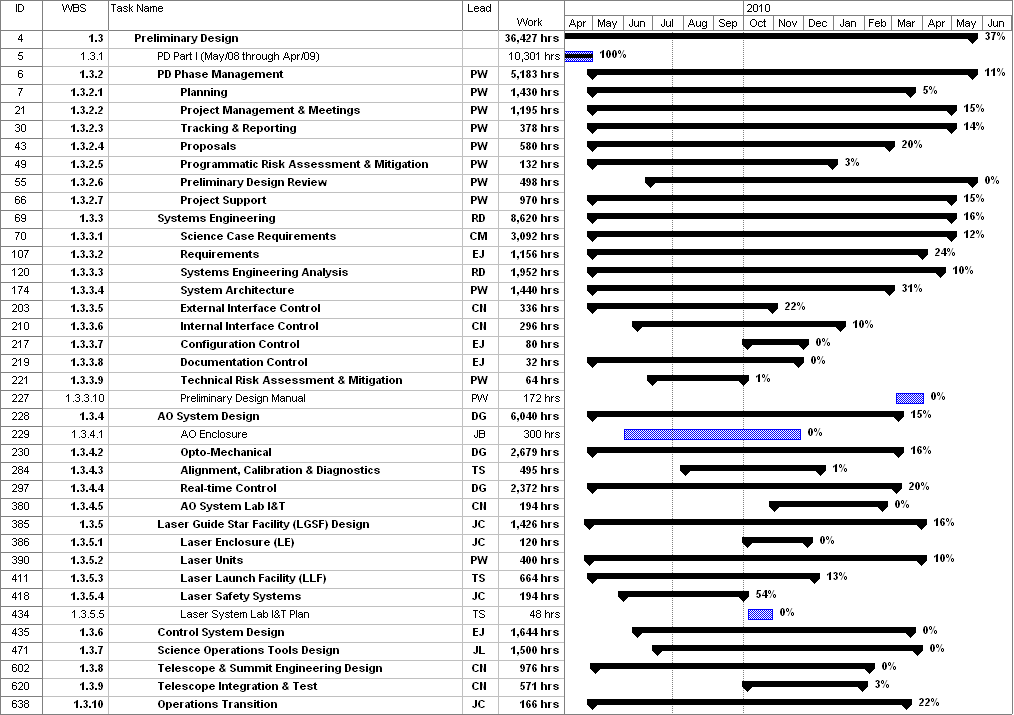 2010
ID WBS Task Name Lead Work Apr May Jun Jul Aug Sep Oct Nov Dec Jan Feb Mar Apr May Jun
4 1.3 Preliminary Design 36,427 hrs 37%
5 1.3.1 PD Part I (May/08 through Apr/09) 10,301 hrs 100%
6 1.3.2 PD Phase Management PW 5,183 hrs 11%
7 1.3.2.1 Planning PW 1,430 hrs 5%
21 1.3.2.2 Project Management & Meetings PW 1,195 hrs 15%
30 1.3.2.3 Tracking & Reporting PW 378 hrs 14%
43 1.3.2.4 Proposals PW 580 hrs 20%
49 1.3.2.5 Programmatic Risk Assessment & Mitigation PW 132 hrs 3%
55 1.3.2.6 Preliminary Design Review PW 498 hrs 0%
66 1.3.2.7 Project Support PW 970 hrs 15%
69 1.3.3 Systems Engineering RD 8,620 hrs 16%
70 1.3.3.1 Science Case Requirements CM 3,092 hrs 12%
107 1.3.3.2 Requirements EJ 1,156 hrs 24%
120 1.3.3.3 Systems Engineering Analysis RD 1,952 hrs 10%
174 1.3.3.4 System Architecture PW 1,440 hrs 31%
203 1.3.3.5 External Interface Control CN 336 hrs 22%
210 1.3.3.6 Internal Interface Control CN 296 hrs 10%
217 1.3.3.7 Configuration Control EJ 80 hrs 0%
219 1.3.3.8 Documentation Control EJ 32 hrs 0%
221 1.3.3.9 Technical Risk Assessment & Mitigation PW 64 hrs 1%
227 1.3.3.10 Preliminary Design Manual PW 172 hrs 0%
228 1.3.4 AO System Design DG 6,040 hrs 15%
229 1.3.4.1 AO Enclosure JB 300 hrs 0%
230 1.3.4.2 Opto-Mechanical DG 2,679 hrs 16%
284 1.3.4.3 Alignment, Calibration & Diagnostics TS 495 hrs 1%
297 1.3.4.4 Real-time Control DG 2,372 hrs 20%
380 1.3.4.5 AO System Lab I&T CN 194 hrs 0%
385 1.3.5 Laser Guide Star Facility (LGSF) Design JC 1,426 hrs 16%
386 1.3.5.1 Laser Enclosure (LE) JC 120 hrs 0%
390 1.3.5.2 Laser Units PW 400 hrs 10%
411 1.3.5.3 Laser Launch Facility (LLF) TS 664 hrs 13%
418 1.3.5.4 Laser Safety Systems JC 194 hrs 54%
434 1.3.5.5 Laser System Lab I&T Plan TS 48 hrs 0%
435 1.3.6 Control System Design EJ 1,644 hrs 0%
471 1.3.7 Science Operations Tools Design JL 1,500 hrs 0%
602 1.3.8 Telescope & Summit Engineering Design CN 976 hrs 0%
620 1.3.9 Telescope Integration & Test CN 571 hrs 3%
638 1.3.10 Operations Transition JC 166 hrs 22%